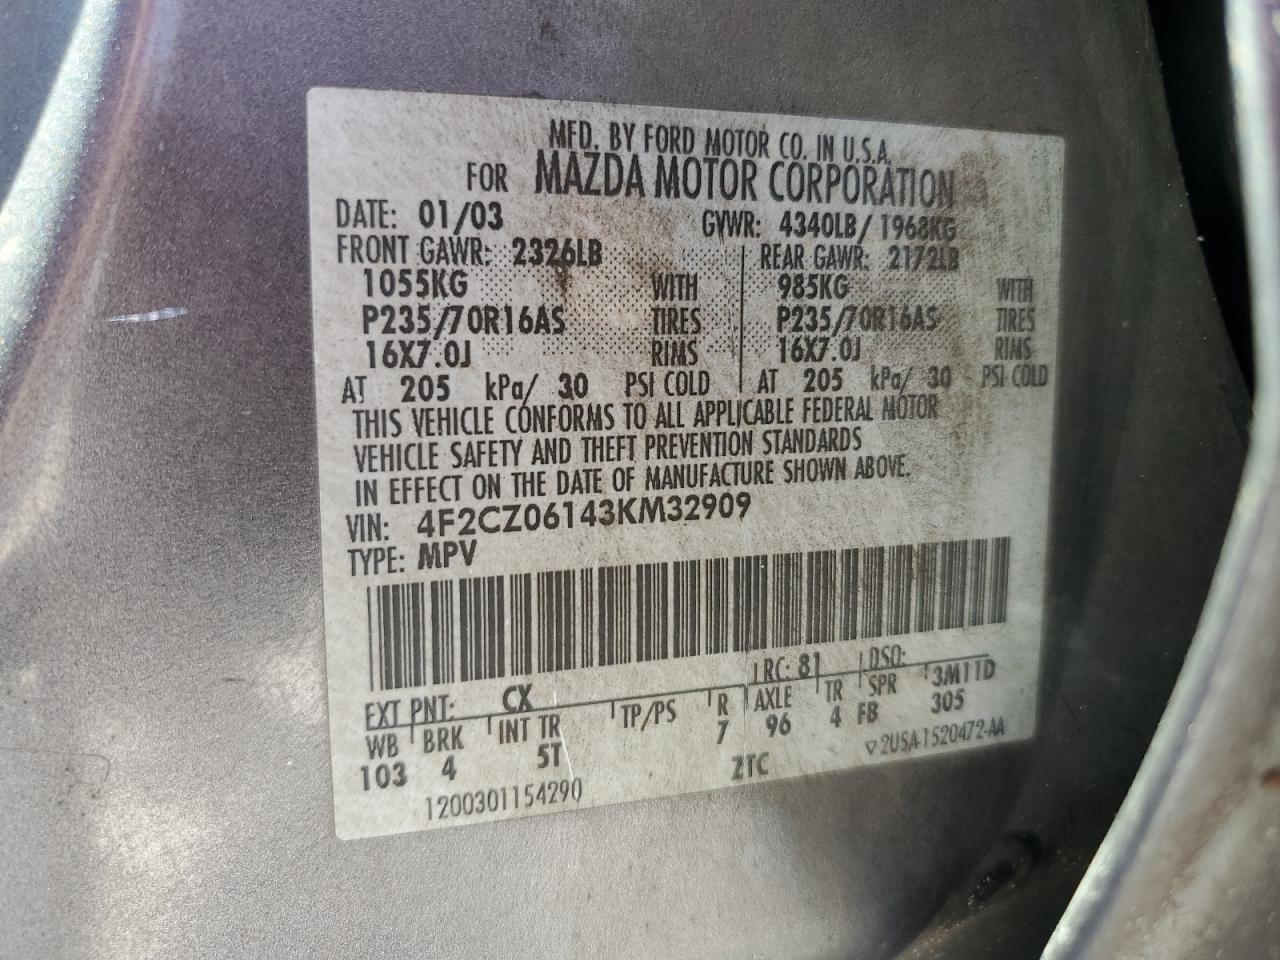 MFD. BY FORD MOTOR CO. IN U.S.A.
FOR MAZDA MOTOR CORPORATION
DATE: 01/03 GVWR: 4340LB/ 1968KG
FRONT GAWR: 2326LB REAR GAWR: 2172LB
1055KG WITH 985KG WITH
P235/70R16AS TIRES P235/70R16AS TIRES
16X7.0J RIMS 16X7.0J RIMS
AT 205 kPa/ 30 PSI COLD AT 205 kPa/ 30 PSI COLD
THIS VEHICLE CONFORMS TO ALL APPLICABLE FEDERAL MOTOR
VEHICLE SAFETY AND THEFT PREVENTION STANDARDS
IN EFFECT ON THE DATE OF MANUFACTURE SHOWN ABOVE.
VIN: 4F2CZ06143KM32909
TYPE: MPV
EXT PNT: CX RC: 81 DSO:
WB BRK INT TR TP/PS R AXLE TR SPR 3M11D
103 4 5T 7 96 4 FB 305
1200301154290 ZTC ▽2USA-1520472-AA